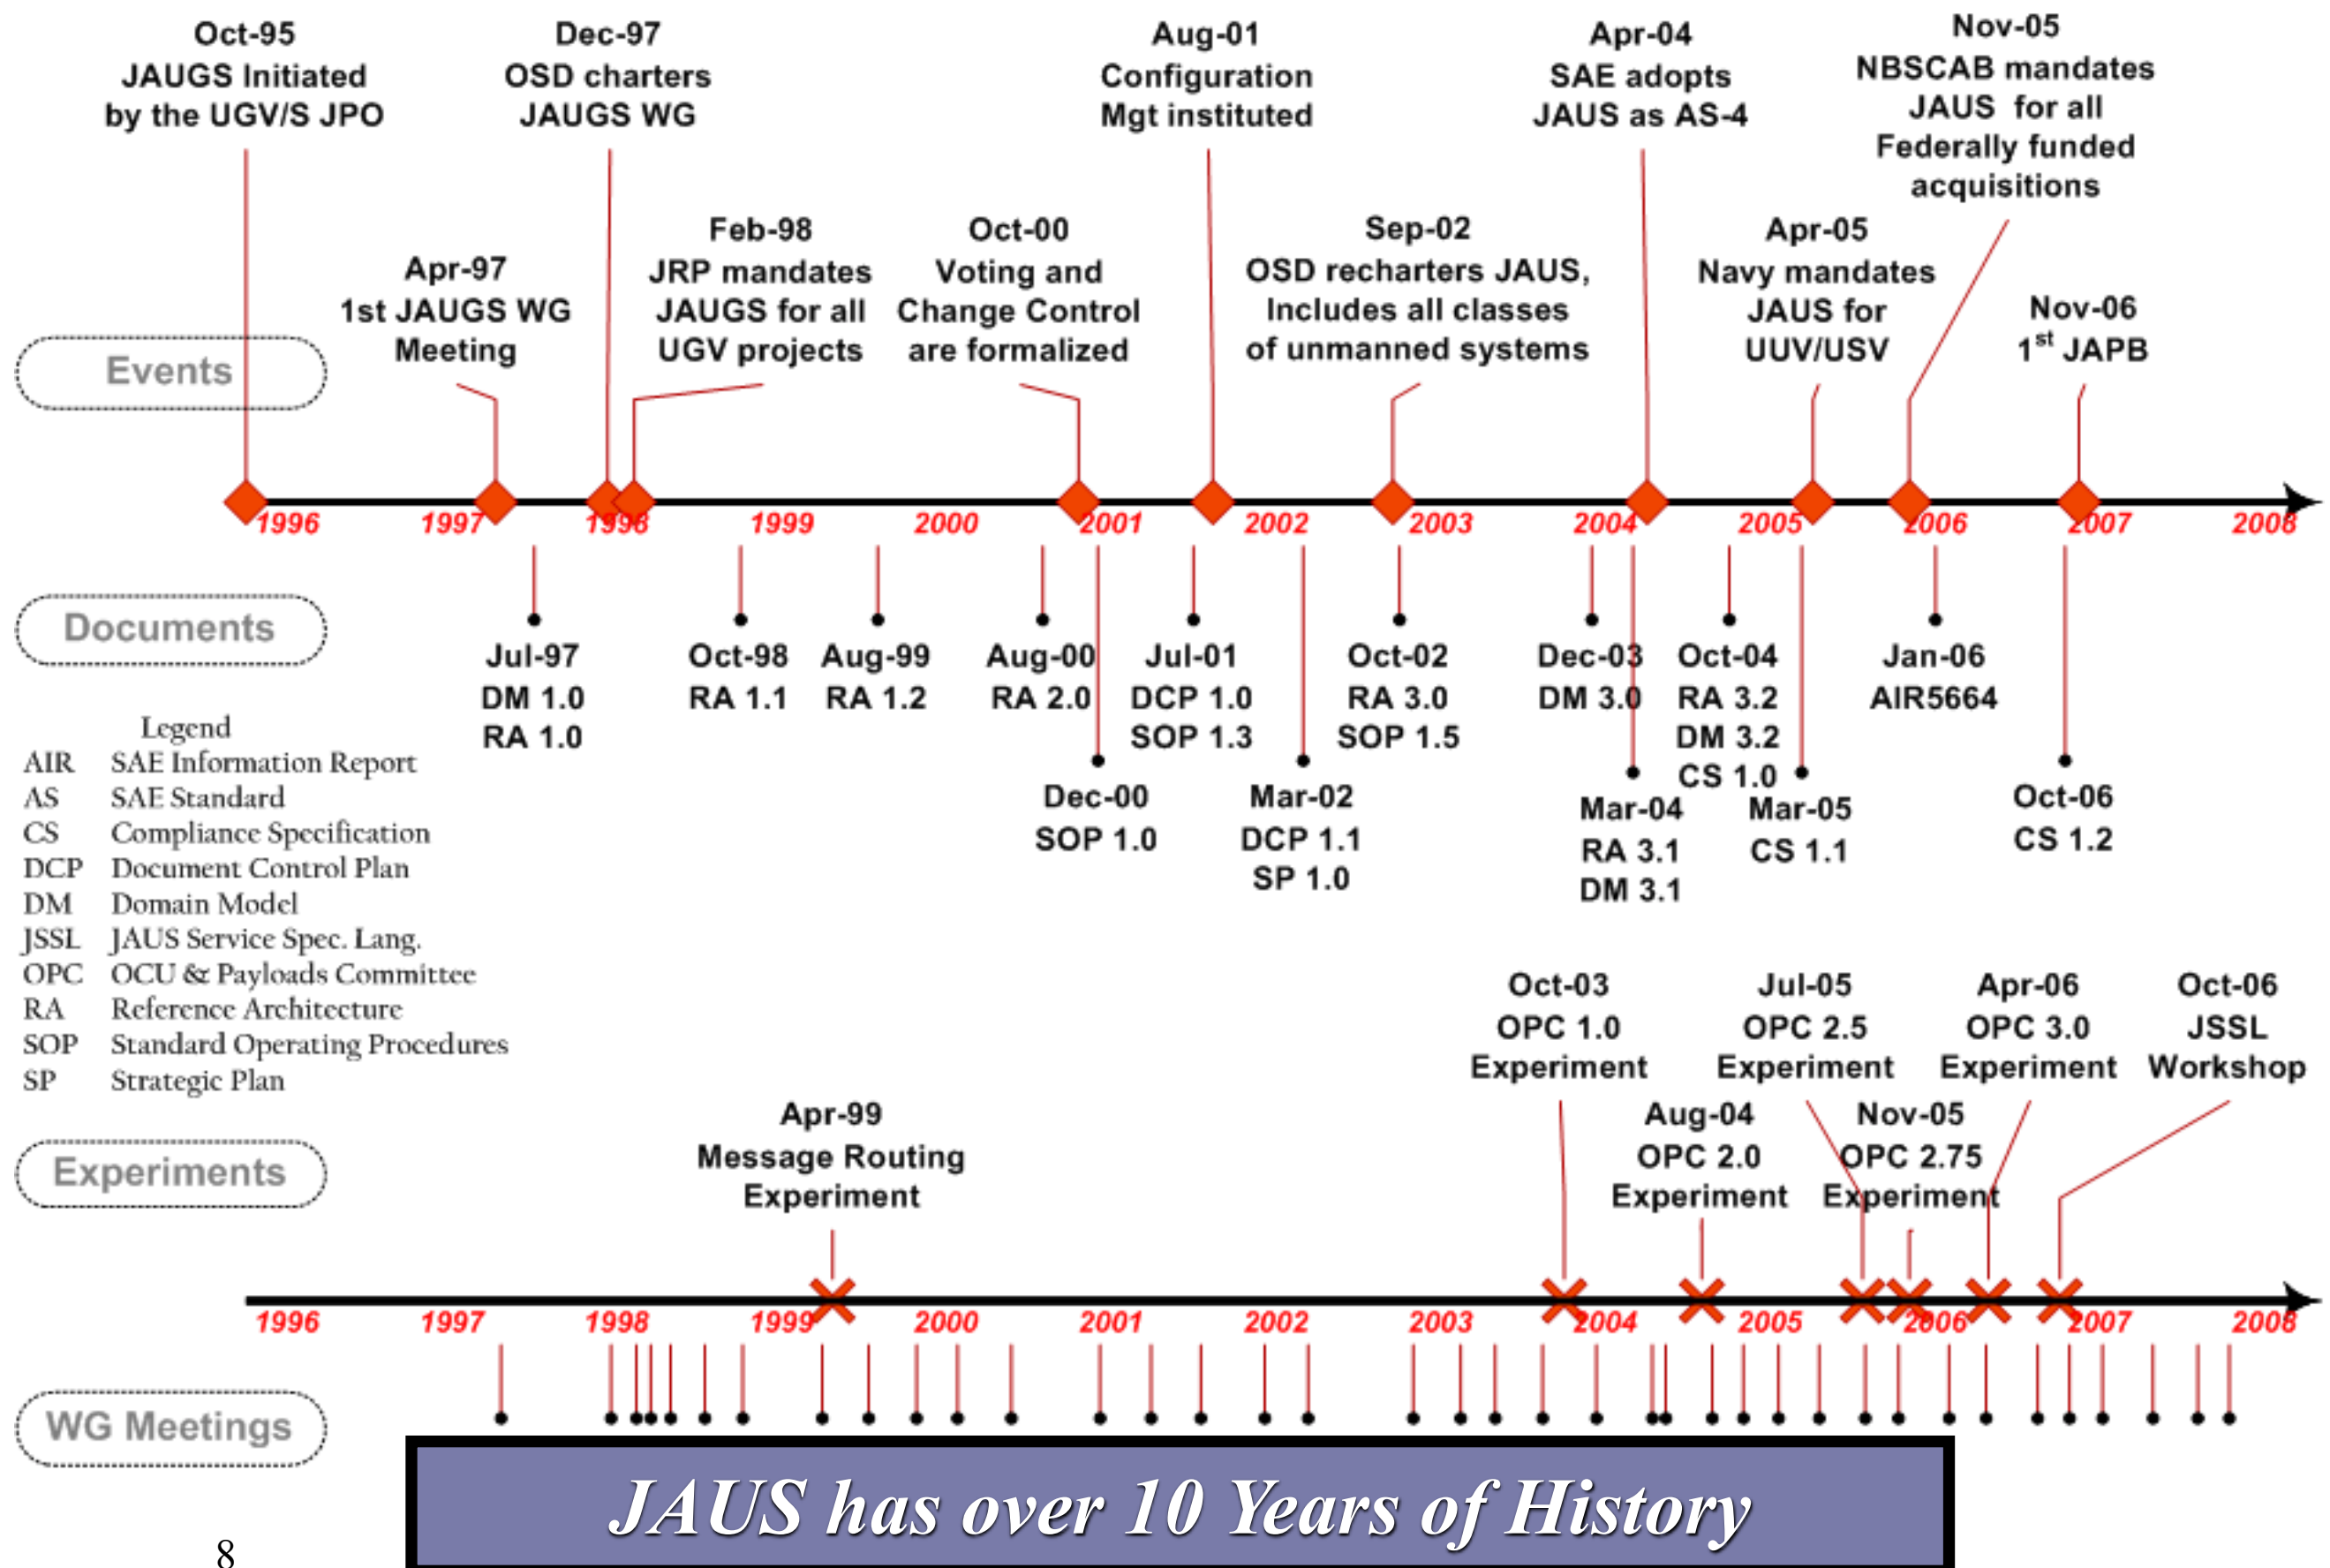 Oct-95
JAUGS Initiated
by the UGV/S JPO
Dec-97
OSD charters
JAUGS WG
Aug-01
Configuration
Mgt instituted
Apr-04
SAE adopts
JAUS as AS-4
Nov-05
NBSCAB mandates
JAUS for all
Federally funded
acquisitions
Apr-97
1st JAUGS WG
Meeting
Feb-98
JRP mandates
JAUGS for all
UGV projects
Oct-00
Voting and
Change Control
are formalized
Sep-02
OSD recharters JAUS,
Includes all classes
of unmanned systems
Apr-05
Navy mandates
JAUS for
UUV/USV
Nov-06
1st JAPB
Events
1996 1997 1998 1999 2000 2001 2002 2003 2004 2005 2006 2007 2008
Documents
Jul-97
DM 1.0
RA 1.0
Oct-98
RA 1.1
Aug-99
RA 1.2
Aug-00
RA 2.0
Dec-00
SOP 1.0
Jul-01
DCP 1.0
SOP 1.3
Mar-02
DCP 1.1
SP 1.0
Oct-02
RA 3.0
SOP 1.5
Dec-03
DM 3.0
Mar-04
RA 3.1
DM 3.1
Oct-04
RA 3.2
DM 3.2
CS 1.0
Mar-05
CS 1.1
Jan-06
AIR5664
Oct-06
CS 1.2
Legend
AIR SAE Information Report
AS SAE Standard
CS Compliance Specification
DCP Document Control Plan
DM Domain Model
JSSL JAUS Service Spec. Lang.
OPC OCU & Payloads Committee
RA Reference Architecture
SOP Standard Operating Procedures
SP Strategic Plan
Experiments
Apr-99
Message Routing
Experiment
Oct-03
OPC 1.0
Experiment
Aug-04
OPC 2.0
Experiment
Jul-05
OPC 2.5
Experiment
Nov-05
OPC 2.75
Experiment
Apr-06
OPC 3.0
Experiment
Oct-06
JSSL
Workshop
1996 1997 1998 1999 2000 2001 2002 2003 2004 2005 2006 2007 2008
WG Meetings
JAUS has over 10 Years of History
8